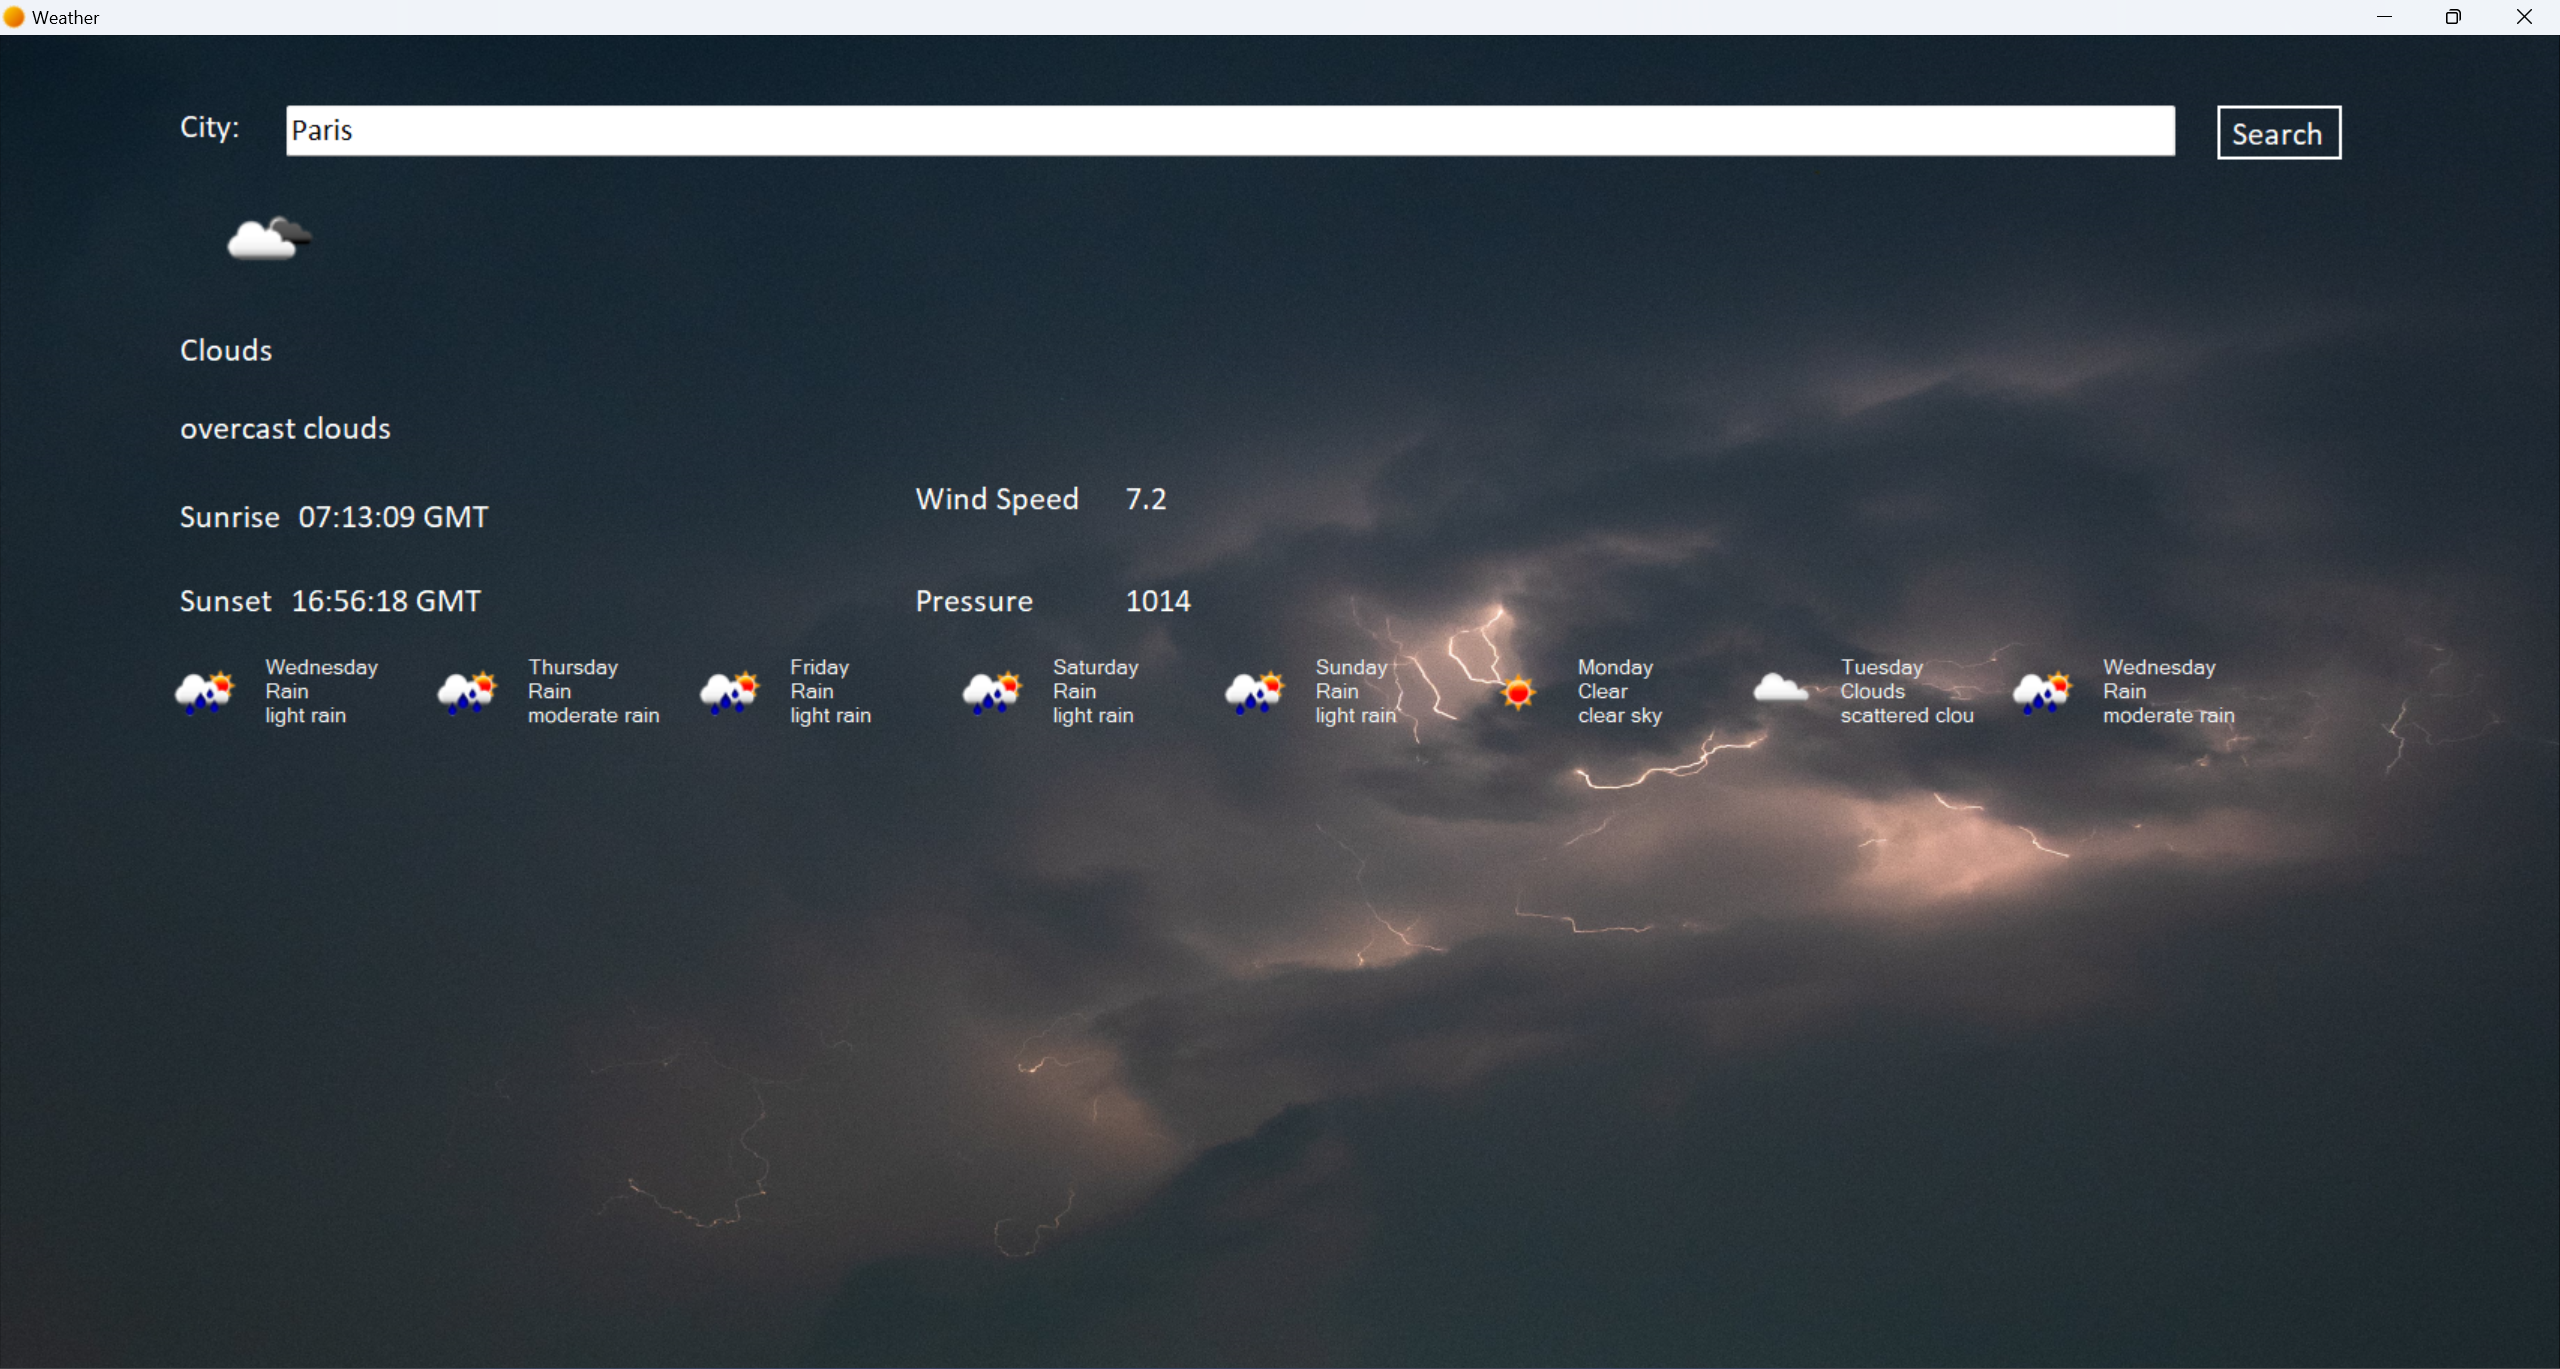 Weather
City:
Paris
Search
Clouds
overcast clouds
Sunrise 07:13:09 GMT
Wind Speed 7.2
Sunset 16:56:18 GMT
Pressure 1014
Wednesday
Rain
light rain
Thursday
Rain
moderate rain
Friday
Rain
light rain
Saturday
Rain
light rain
Sunday
Rain
light rain
Monday
Clear
clear sky
Tuesday
Clouds
scattered clou
Wednesday
Rain
moderate rain